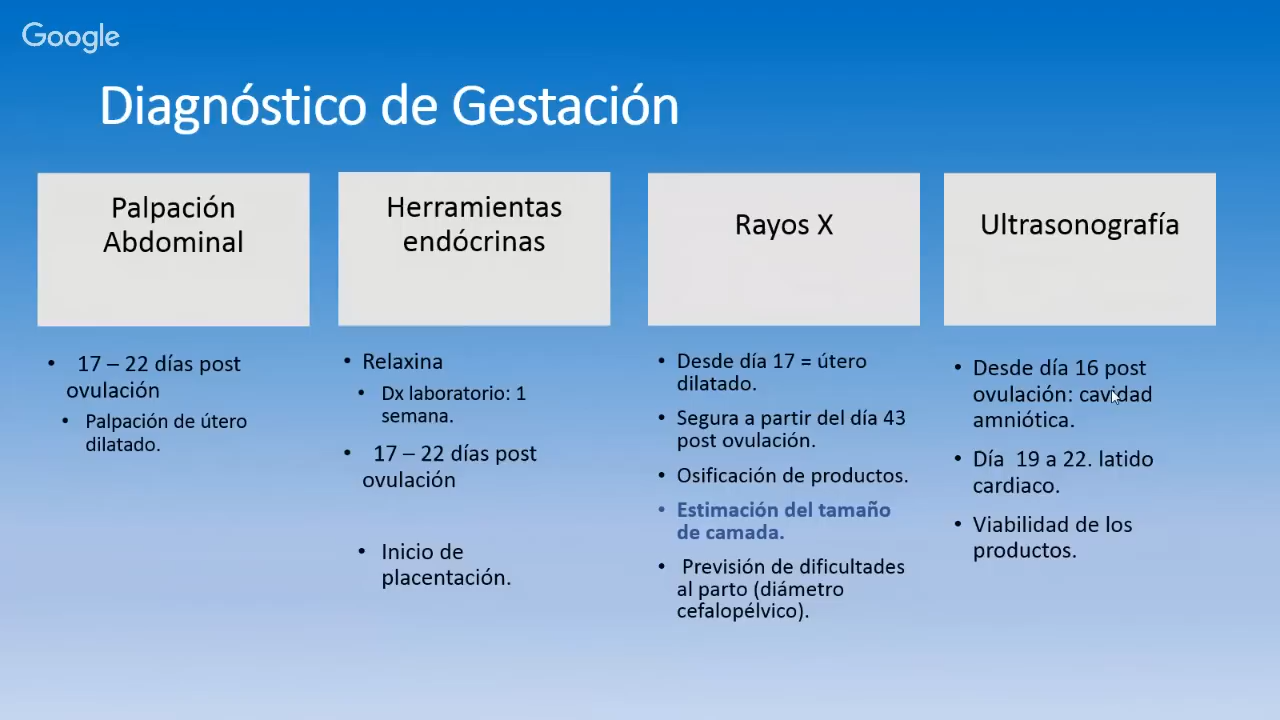 Google
Diagnóstico de Gestación
Palpación
Abdominal
• 17 – 22 días post
ovulación
• Palpación de útero
dilatado.
Herramientas
endócrinas
• Relaxina
• Dx laboratorio: 1
semana.
• 17 – 22 días post
ovulación
• Inicio de
placentación.
Rayos X
• Desde día 17 = útero
dilatado.
• Segura a partir del día 43
post ovulación.
• Osificación de productos.
• Estimación del tamaño
de camada.
• Previsión de dificultades
al parto (diámetro
cefalopélvico).
Ultrasonografía
• Desde día 16 post
ovulación: cavidad
amniótica.
• Día 19 a 22. latido
cardiaco.
• Viabilidad de los
productos.